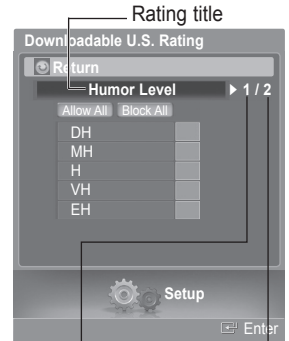 Rating title
Downloadable U.S. Rating
Return
Humor Level 1 / 2
Allow All Block All
DH
MH
H
VH
EH
Setup
Enter